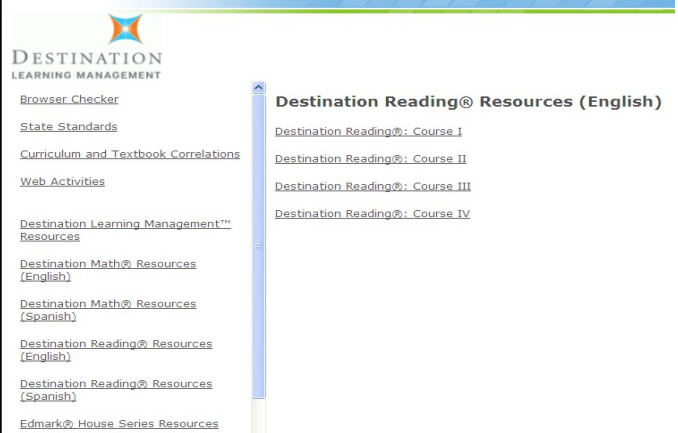 DESTINATION
LEARNING MANAGEMENT
Browser Checker
State Standards
Curriculum and Textbook Correlations
Web Activities
Destination Learning Management™
Resources
Destination Math® Resources
(English)
Destination Math® Resources
(Spanish)
Destination Reading® Resources
(English)
Destination Reading® Resources
(Spanish)
Edmark® House Series Resources
Destination Reading® Resources (English)
Destination Reading®: Course I
Destination Reading®: Course II
Destination Reading®: Course III
Destination Reading®: Course IV